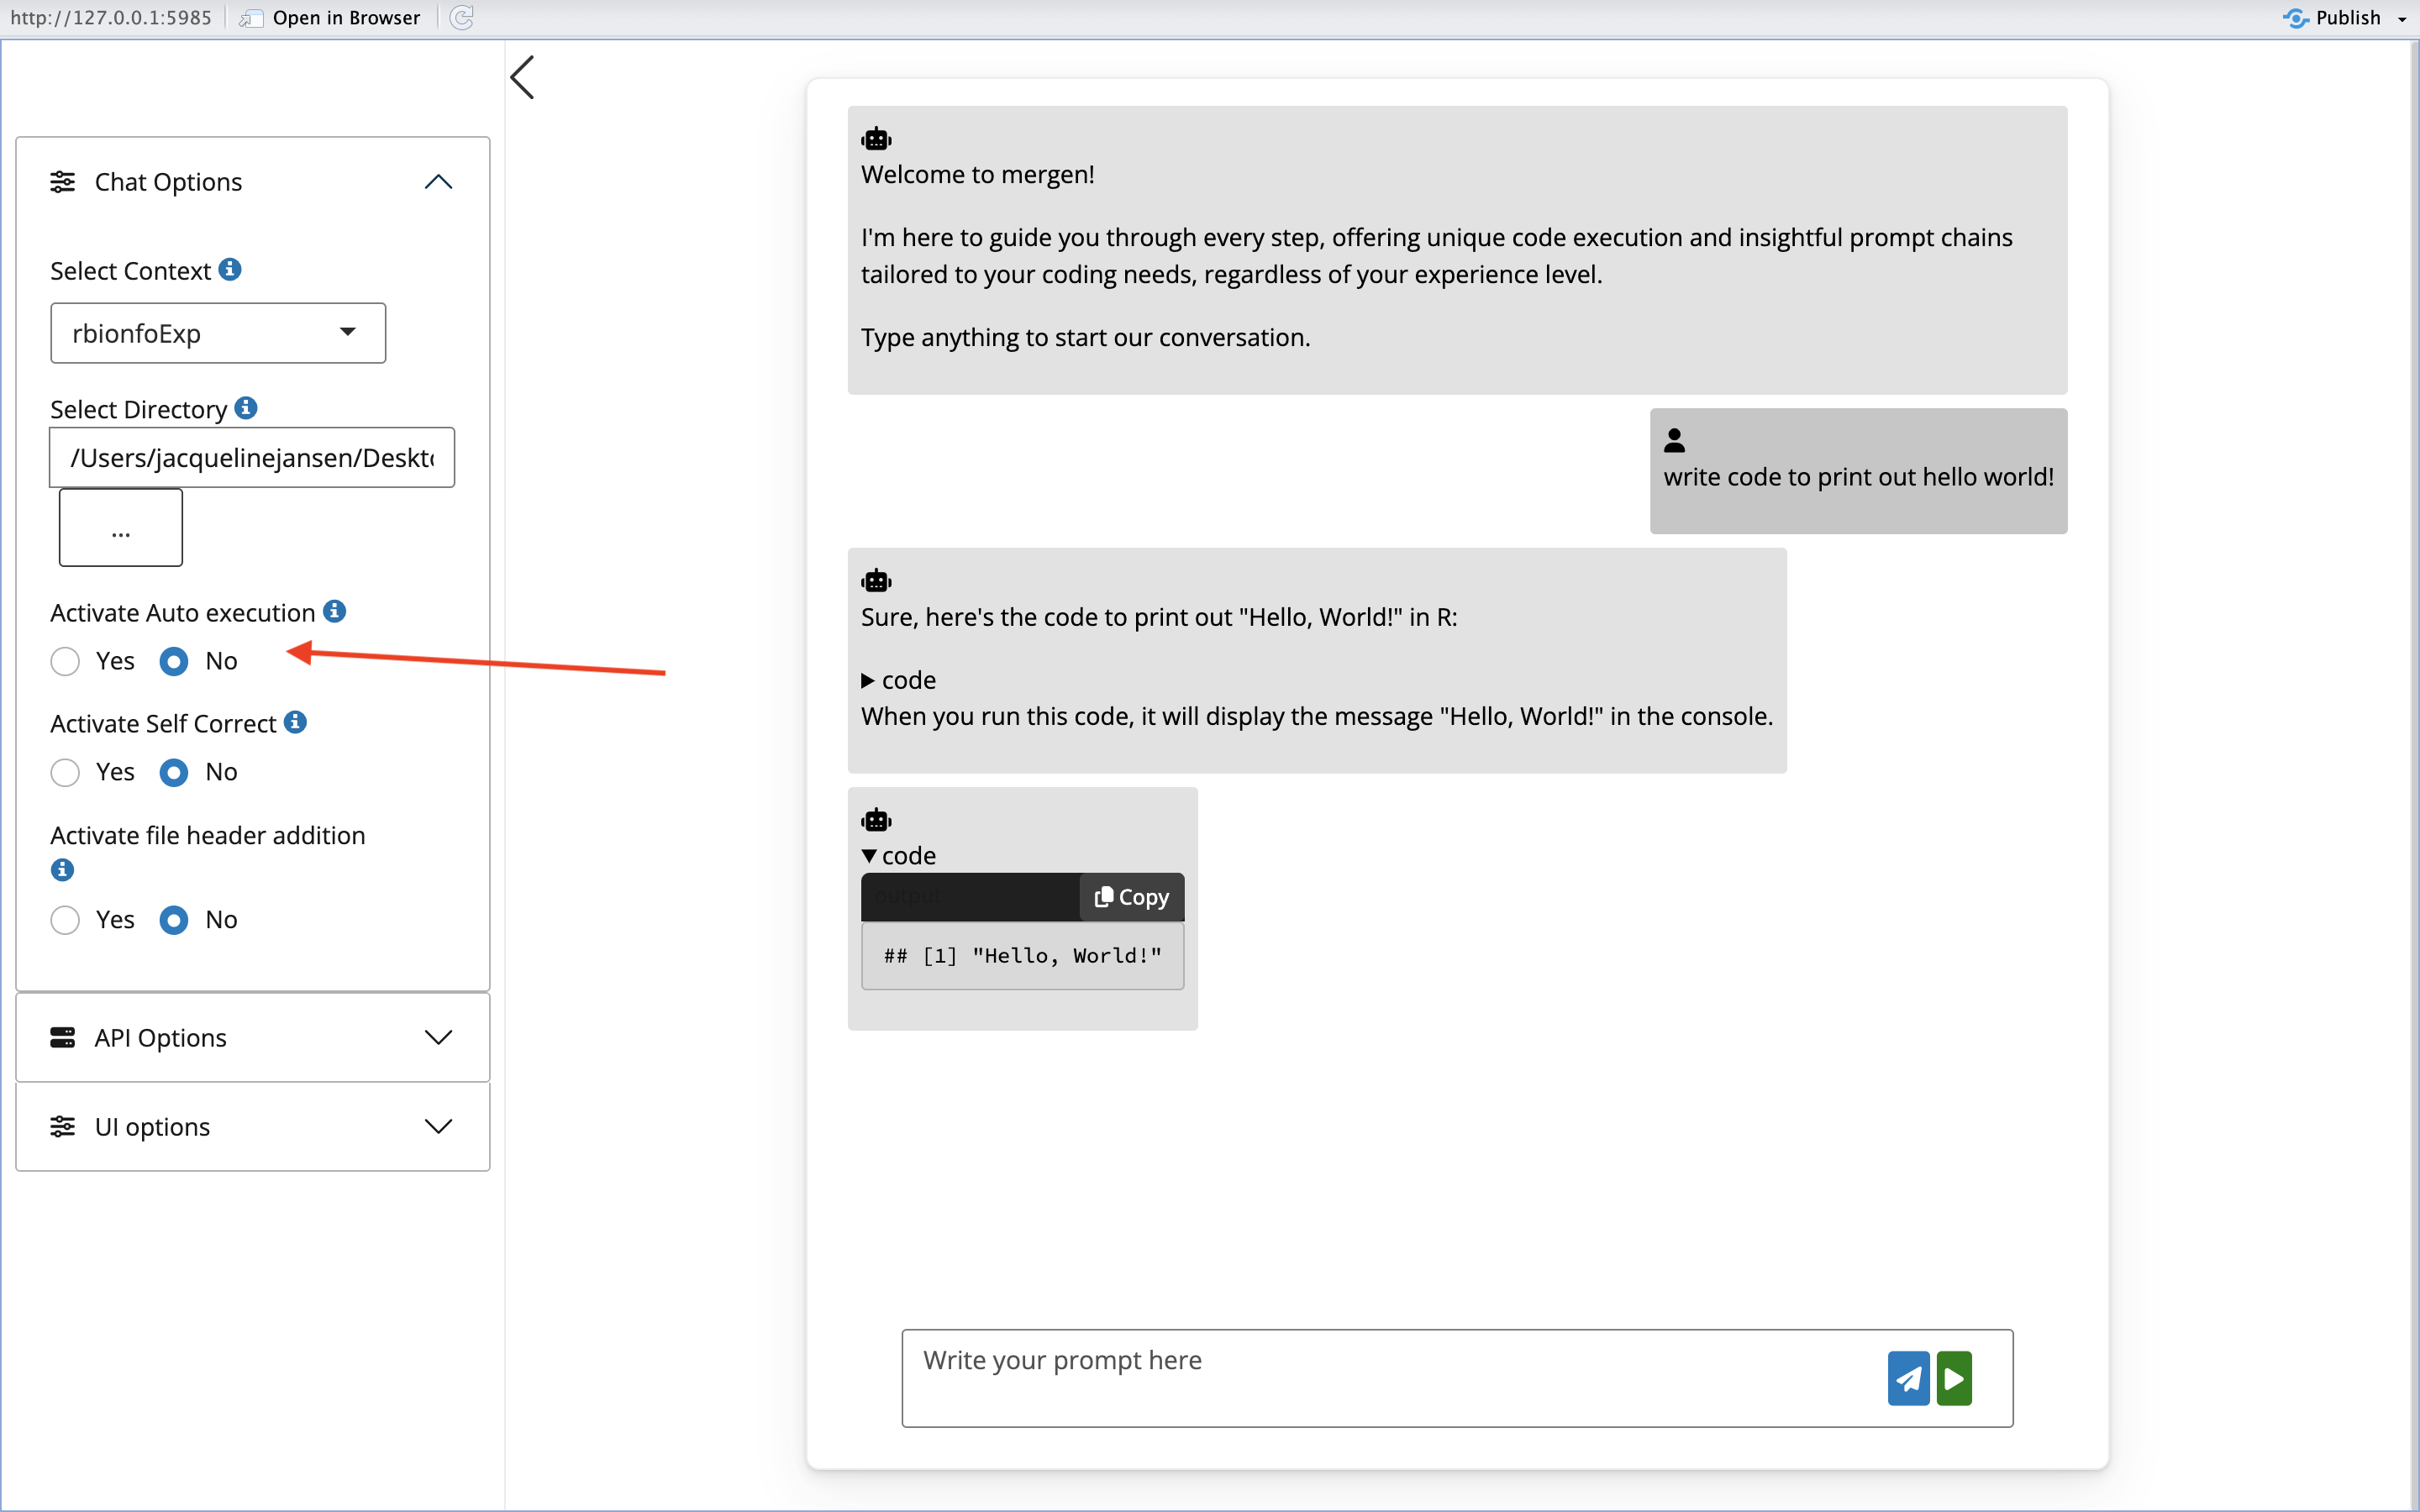 http://127.0.0.1:5985
Open in Browser
Publish
Chat Options
Select Context
rbionfoExp
Select Directory
/Users/jacquelinejansen/Deskt
...
Activate Auto execution
Yes No
Activate Self Correct
Yes No
Activate file header addition
Yes No
API Options
UI options
Welcome to mergen!
I'm here to guide you through every step, offering unique code execution and insightful prompt chains
tailored to your coding needs, regardless of your experience level.
Type anything to start our conversation.
write code to print out hello world!
Sure, here's the code to print out "Hello, World!" in R:
code
When you run this code, it will display the message "Hello, World!" in the console.
code
output
Copy
## [1] "Hello, World!"
Write your prompt here